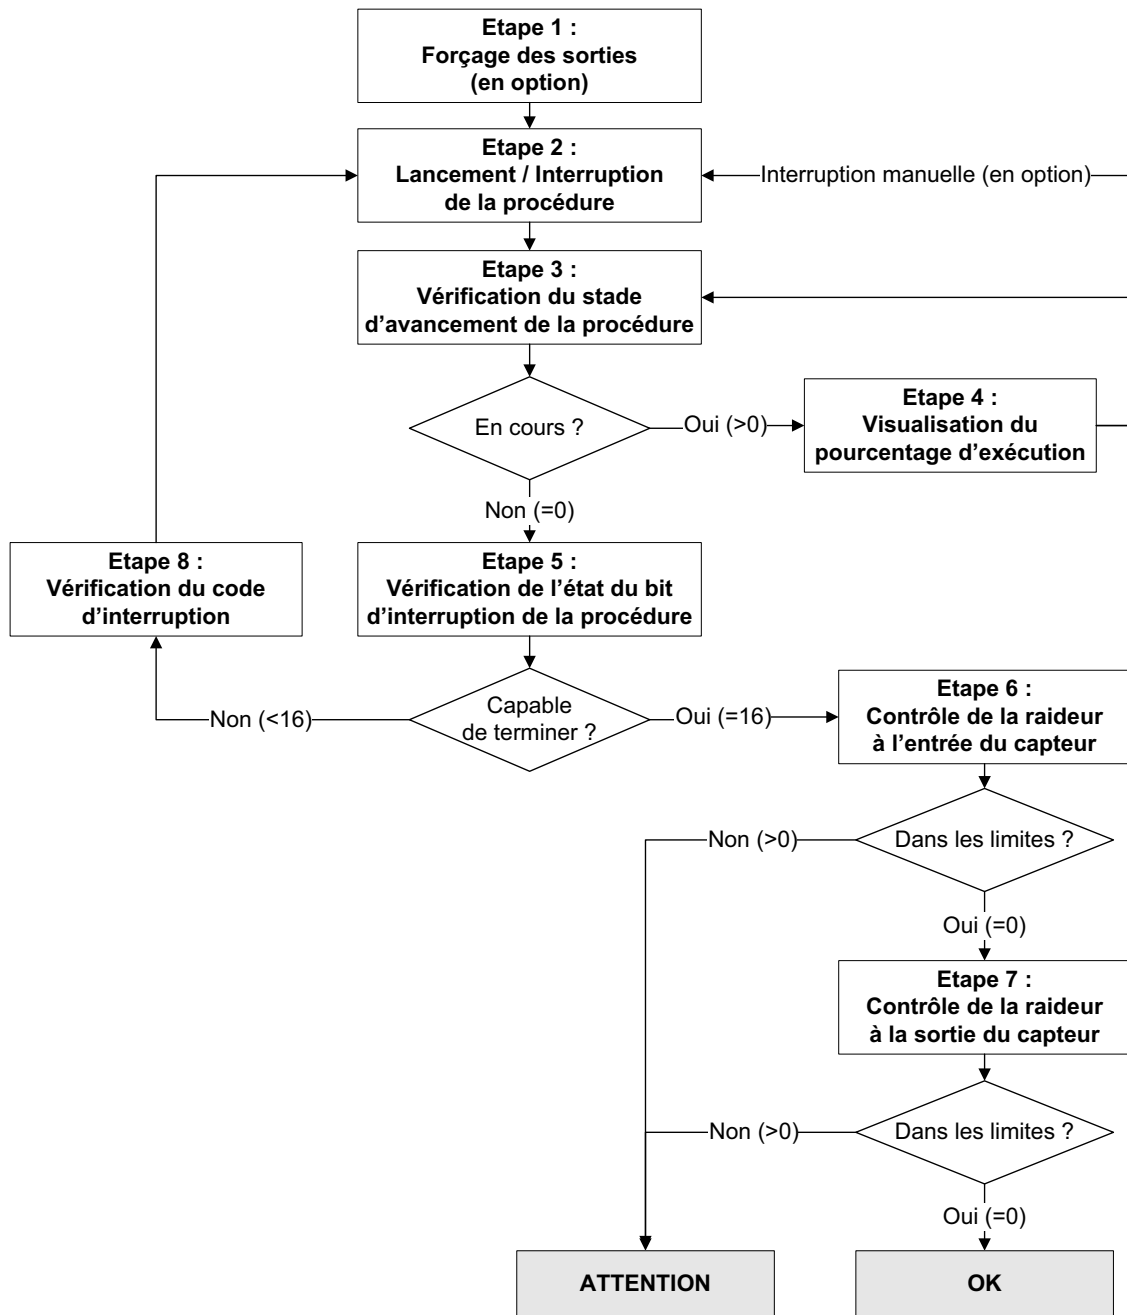 Etape 1 :
Forçage des sorties
(en option)
Etape 2 :
Lancement / Interruption
de la procédure
Interruption manuelle (en option)
Etape 3 :
Vérification du stade
d’avancement de la procédure
En cours ?
Oui (>0)
Etape 4 :
Visualisation du
pourcentage d’exécution
Non (=0)
Etape 8 :
Vérification du code
d’interruption
Etape 5 :
Vérification de l’état du bit
d’interruption de la procédure
Non (<16)
Capable
de terminer ?
Oui (=16)
Etape 6 :
Contrôle de la raideur
à l’entrée du capteur
Non (>0)
Dans les limites ?
Oui (=0)
Etape 7 :
Contrôle de la raideur
à la sortie du capteur
Non (>0)
Dans les limites ?
Oui (=0)
ATTENTION
OK